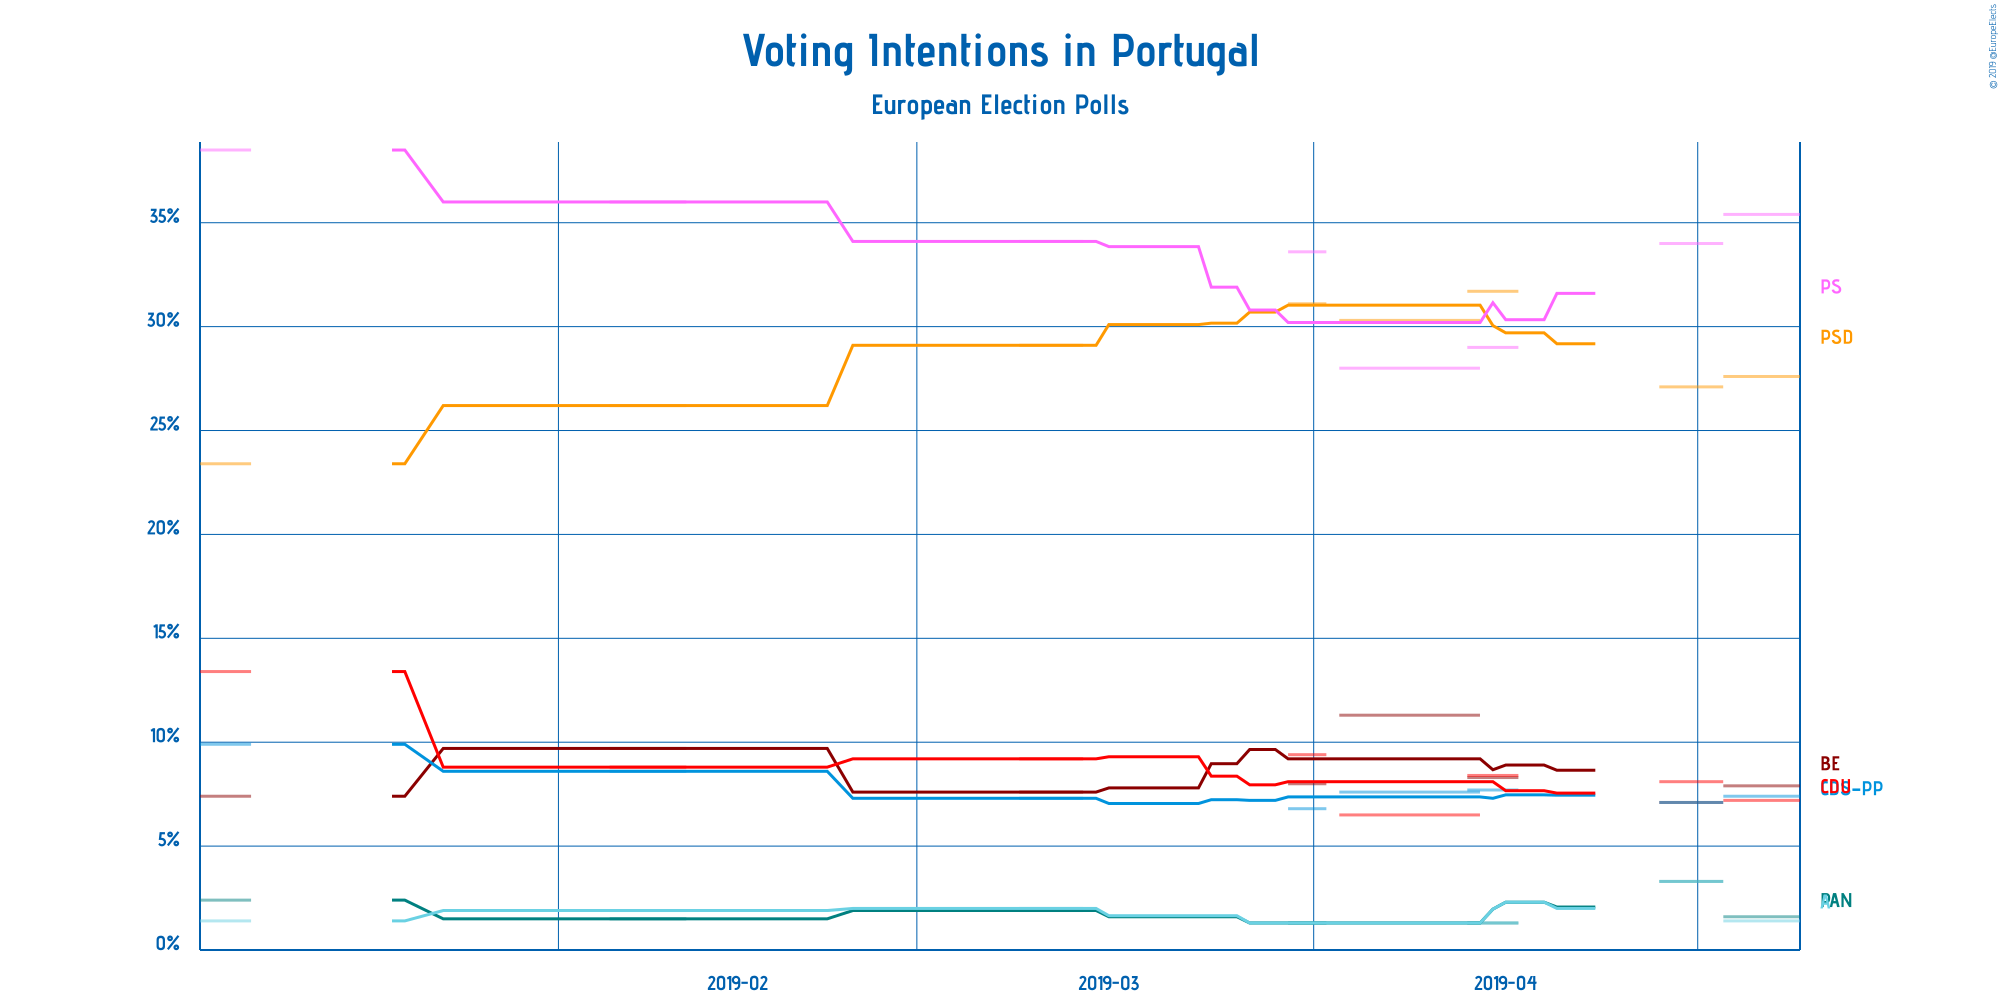 Voting Intentions in Portugal
European Election Polls
© 2019 @EuropeElects
35%
30%
25%
20%
15%
10%
5%
0%
PS
PSD
BE
CDU
-PP
PAN
2019-02
2019-03
2019-04